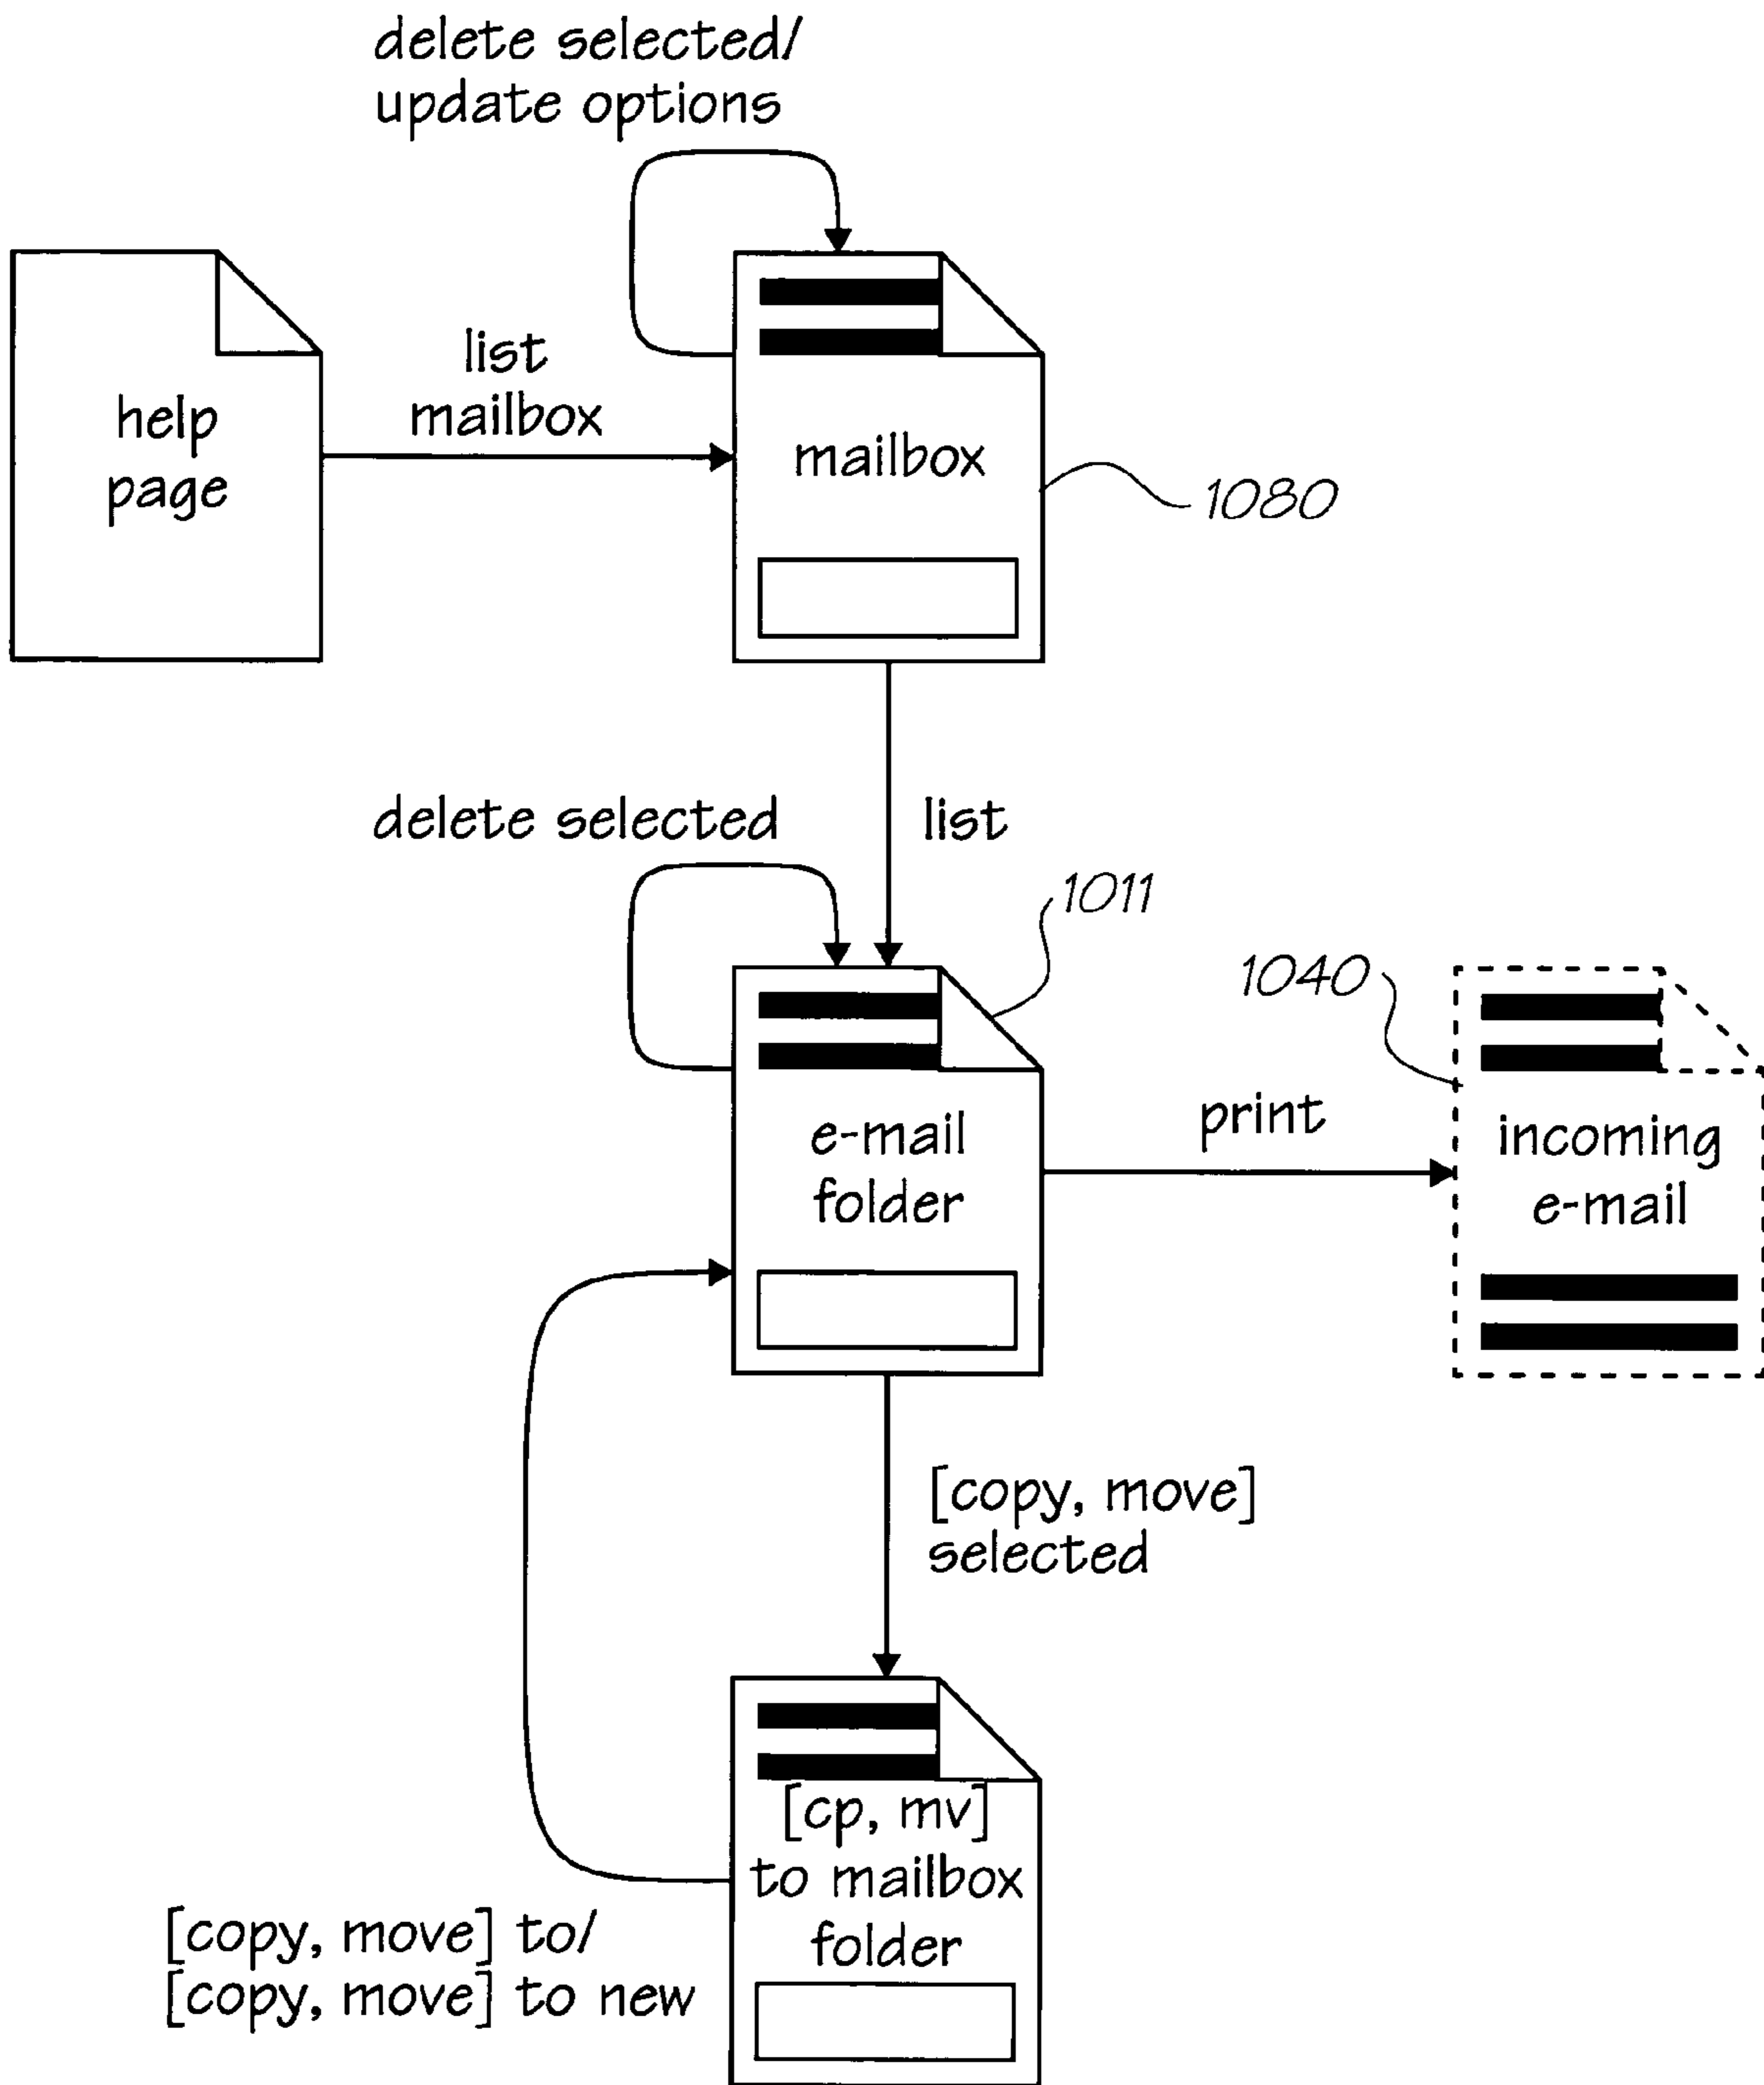 delete selected/
update options
help
page
list
mailbox
mailbox
1080
delete selected
list
1011
1040
e-mail
folder
print
incoming
e-mail
[copy, move]
selected
[cp, mv]
to mailbox
folder
[copy, move] to/
[copy, move] to new